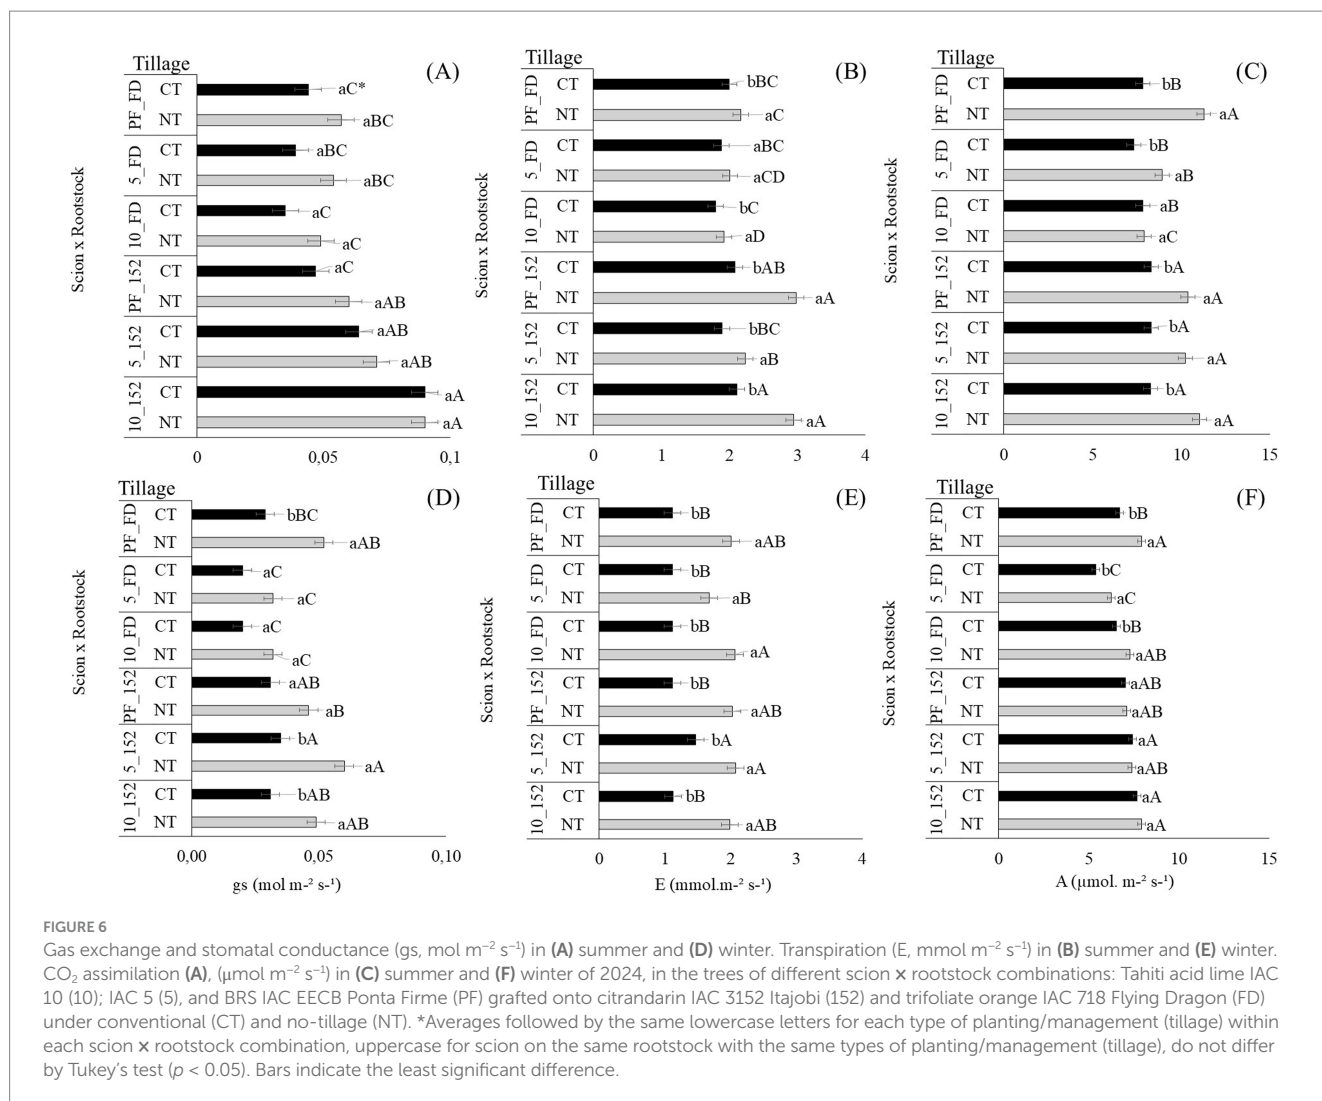 Tillage
(A)
Scion x Rootstock
PF_FD
CT
aC*
NT
aBC
5_FD
CT
aBC
NT
aBC
10_FD
CT
aC
NT
aC
PF_152
CT
aC
NT
aAB
5_152
CT
aAB
NT
aAB
10_152
CT
aA
NT
aA
0 0,05 0,1
Tillage
(B)
Scion x Rootstock
PF_FD
CT
bBC
NT
aC
5_FD
CT
aBC
NT
aCD
10_FD
CT
bC
NT
aD
PF_152
CT
bAB
NT
aA
5_152
CT
bBC
NT
aB
10_152
CT
bA
NT
aA
0 1 2 3 4
Tillage
(C)
Scion x Rootstock
PF_FD
CT
bB
NT
aA
5_FD
CT
bB
NT
aB
10_FD
CT
aB
NT
aC
PF_152
CT
bA
NT
aA
5_152
CT
bA
NT
aA
10_152
CT
bA
NT
aA
0 5 10 15
Tillage
(D)
Scion x Rootstock
PF_FD
CT
bBC
NT
aAB
5_FD
CT
aC
NT
aC
10_FD
CT
aC
NT
aC
PF_152
CT
aAB
NT
aB
5_152
CT
bA
NT
aA
10_152
CT
bAB
NT
aAB
0,00 0,05 0,10
gs (mol m-² s-¹)
Tillage
(E)
Scion x Rootstock
PF_FD
CT
bB
NT
aAB
5_FD
CT
bB
NT
aB
10_FD
CT
bB
NT
aA
PF_152
CT
bB
NT
aAB
5_152
CT
bA
NT
aA
10_152
CT
bB
NT
aAB
0 1 2 3 4
E (mmol.m-² s-¹)
Tillage
(F)
Scion x Rootstock
PF_FD
CT
bB
NT
aA
5_FD
CT
bC
NT
aC
10_FD
CT
bB
NT
aAB
PF_152
CT
aAB
NT
aAB
5_152
CT
aA
NT
aAB
10_152
CT
aA
NT
aA
0 5 10 15
A (µmol. m-² s-¹)
FIGURE 6
Gas exchange and stomatal conductance (gs, mol m⁻² s⁻¹) in (A) summer and (D) winter. Transpiration (E, mmol m⁻² s⁻¹) in (B) summer and (E) winter.
CO₂ assimilation (A), (μmol m⁻² s⁻¹) in (C) summer and (F) winter of 2024, in the trees of different scion × rootstock combinations: Tahiti acid lime IAC
10 (10); IAC 5 (5), and BRS IAC EECB Ponta Firme (PF) grafted onto citrandarin IAC 3152 Itajobi (152) and trifoliate orange IAC 718 Flying Dragon (FD)
under conventional (CT) and no-tillage (NT). *Averages followed by the same lowercase letters for each type of planting/management (tillage) within
each scion × rootstock combination, uppercase for scion on the same rootstock with the same types of planting/management (tillage), do not differ
by Tukey's test (p < 0.05). Bars indicate the least significant difference.